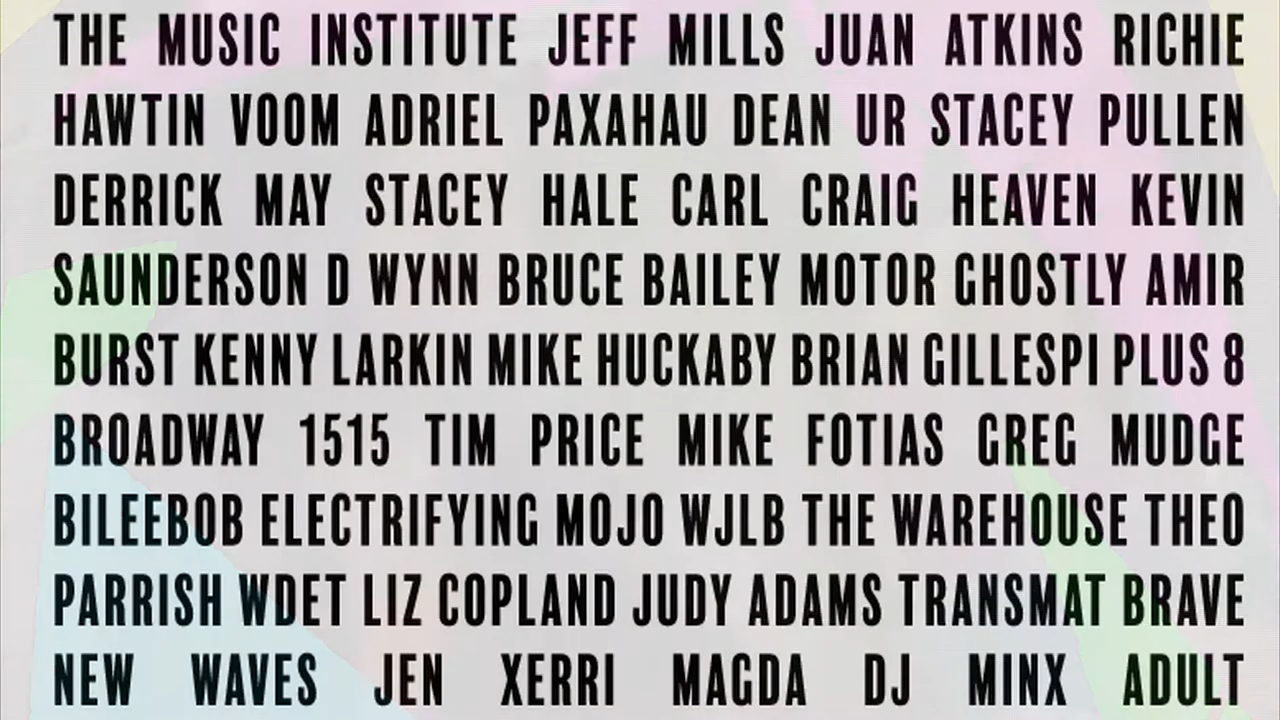 THE MUSIC INSTITUTE JEFF MILLS JUAN ATKINS RICHIE
HAWTIN VOOM ADRIEL PAXAHAU DEAN UR STACEY PULLEN
DERRICK MAY STACEY HALE CARL CRAIG HEAVEN KEVIN
SAUNDERSON D WYNN BRUCE BAILEY MOTOR GHOSTLY AMIR
BURST KENNY LARKIN MIKE HUCKABY BRIAN GILLESPI PLUS 8
BROADWAY 1515 TIM PRICE MIKE FOTIAS GREG MUDGE
BILEEBOB ELECTRIFYING MOJO WJLB THE WAREHOUSE THEO
PARRISH WDET LIZ COPLAND JUDY ADAMS TRANSMAT BRAVE
NEW WAVES JEN XERRI MAGDA DJ MINX ADULT